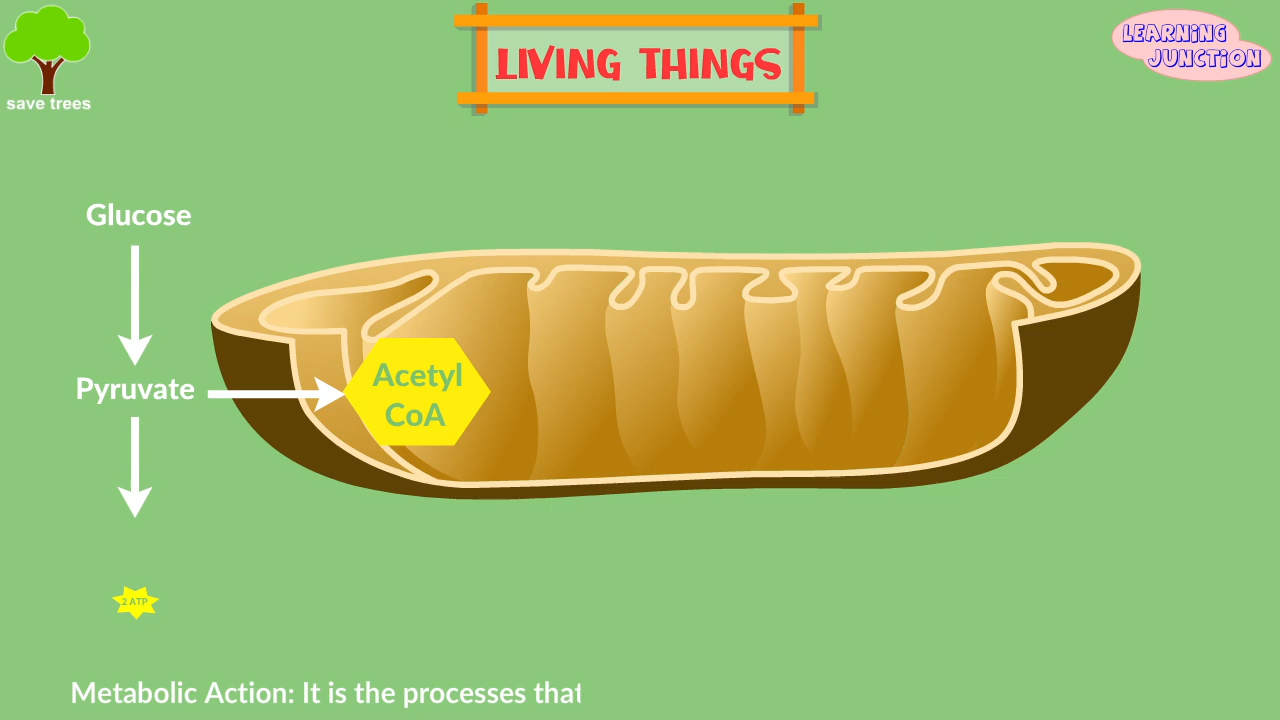 save trees
LIVING THINGS
LEARNING
JUNCTION
Glucose
Pyruvate
Acetyl
CoA
2 ATP
Metabolic Action: It is the processes that